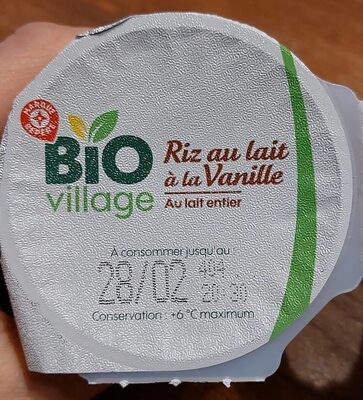 MARQUE REPÈRE
BIO
village
Riz au lait
à la Vanille
Au lait entier
À consommer jusqu'au
28/02
20:30
Conservation : +6 °C maximum